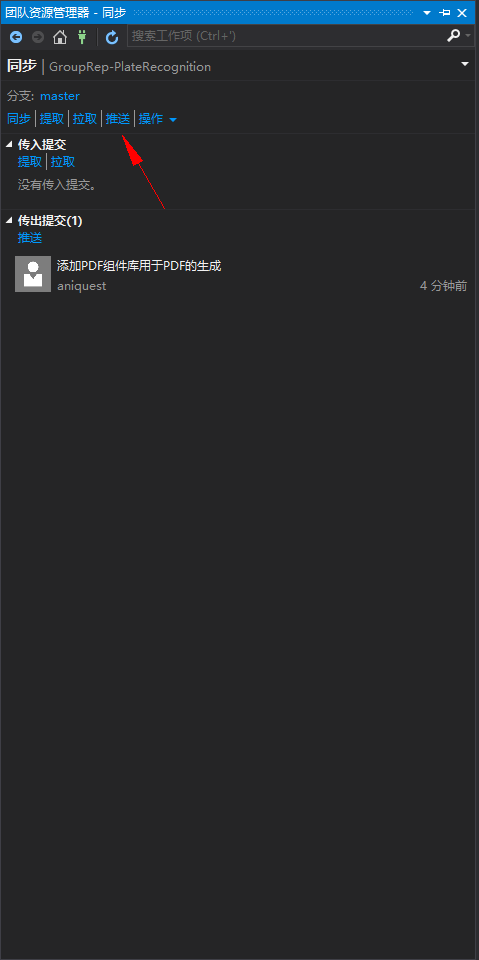 团队资源管理器 - 同步
搜索工作项 (Ctrl+')
同步 | GroupRep-PlateRecognition
分支: master
同步 | 提取 | 拉取 | 推送 | 操作
传入提交
提取 | 拉取
没有传入提交。
传出提交(1)
推送
添加PDF组件库用于PDF的生成
aniquest 4 分钟前